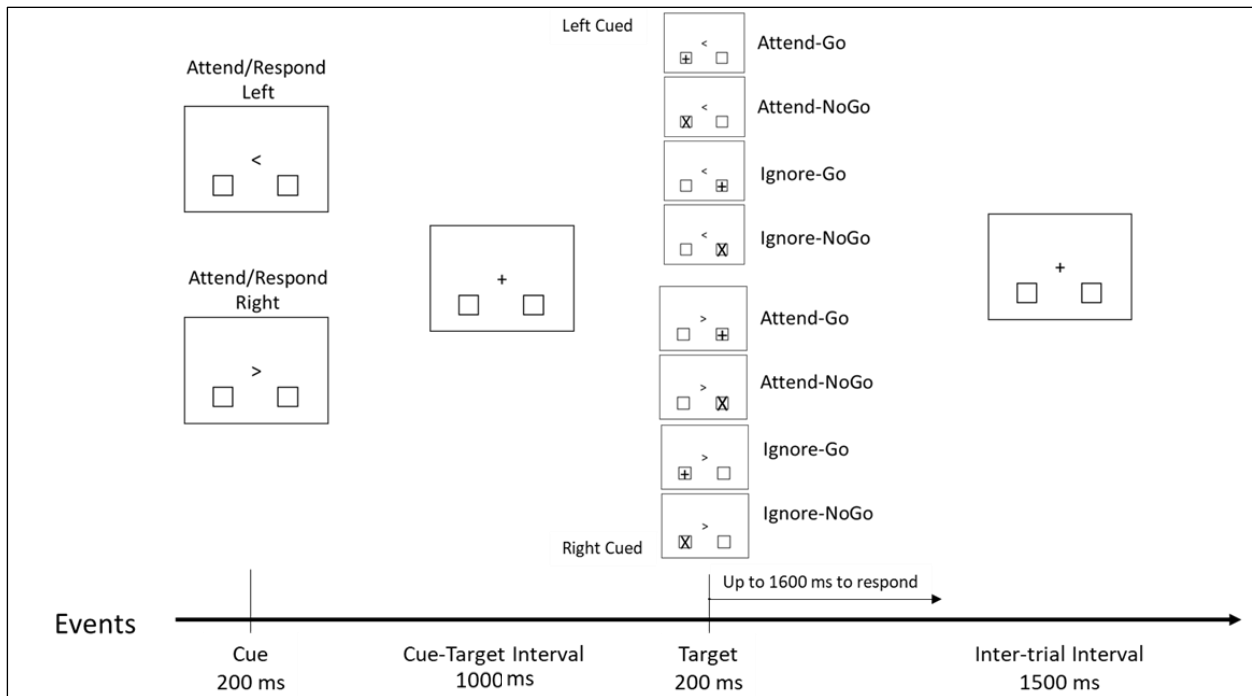 Attend/Respond
Left
<
Attend/Respond
Right
>
+
Left Cued
<
+
Attend-Go
<
X
Attend-NoGo
<
+
Ignore-Go
<
X
Ignore-NoGo
>
+
Attend-Go
>
X
Attend-NoGo
>
+
Ignore-Go
>
X
Ignore-NoGo
Right Cued
+
Up to 1600 ms to respond
Events
Cue
200 ms
Cue-Target Interval
1000 ms
Target
200 ms
Inter-trial Interval
1500 ms